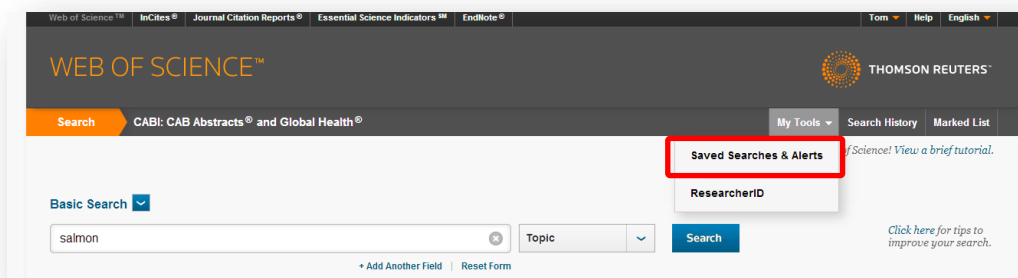 Web of Science™ InCites® Journal Citation Reports® Essential Science Indicators℠ EndNote® Tom Help English
WEB OF SCIENCE™
THOMSON REUTERS™
Search CABI: CAB Abstracts® and Global Health® My Tools Search History Marked List
Saved Searches & Alerts of Science! View a brief tutorial.
ResearcherID
Basic Search
salmon Topic Search Click here for tips to
improve your search.
+ Add Another Field | Reset Form